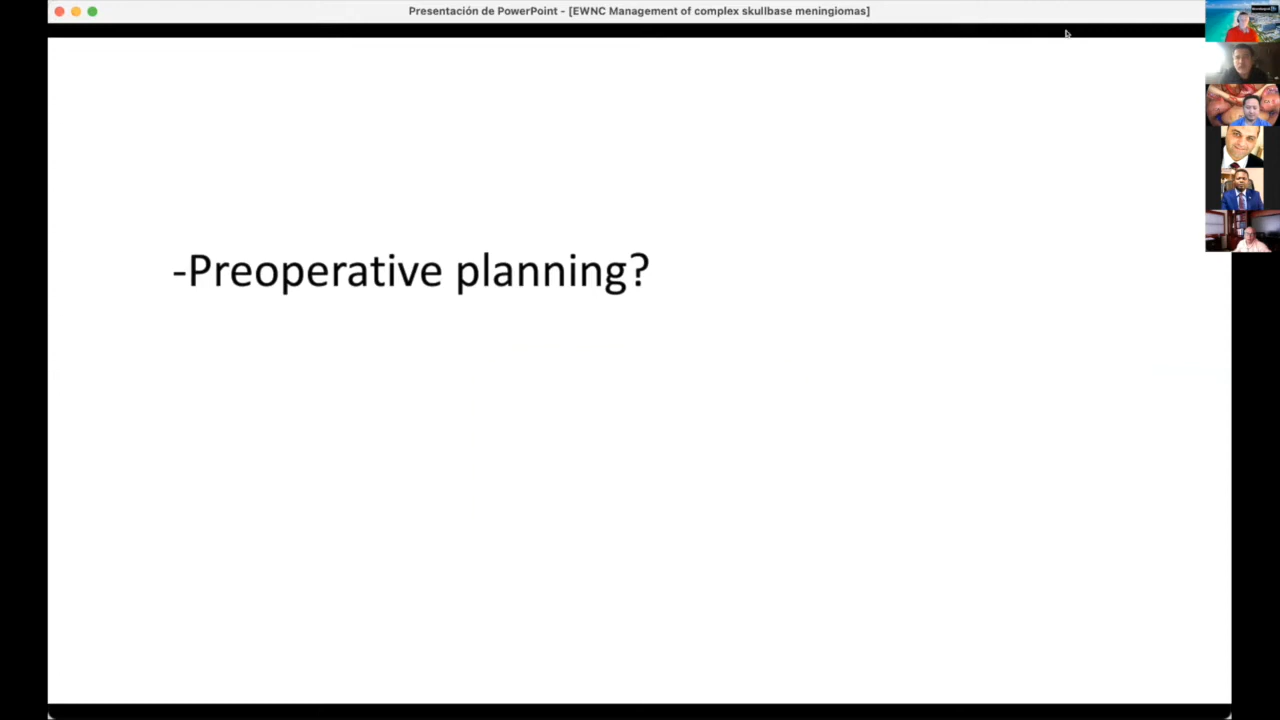 Presentación de PowerPoint - [EWNC Management of complex skullbase meningiomas]
-Preoperative planning?